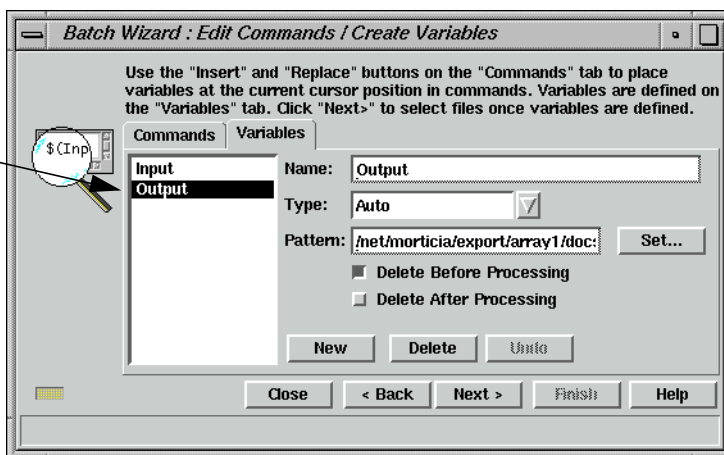 Batch Wizard : Edit Commands / Create Variables
Use the "Insert" and "Replace" buttons on the "Commands" tab to place
variables at the current cursor position in commands. Variables are defined on
the "Variables" tab. Click "Next>" to select files once variables are defined.
Commands Variables
$(Inp
Input
Output
Name: Output
Type: Auto
Pattern: /net/morticia/export/array1/doc: Set...
Delete Before Processing
Delete After Processing
New Delete Undo
Close < Back Next > Finish Help